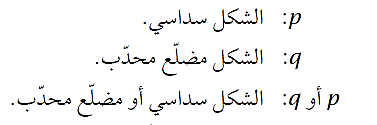 p: الشكل سداسي.
q: الشكل مضلّع محدّب.
p أو q: الشكل سداسي أو مضلّع محدّب.